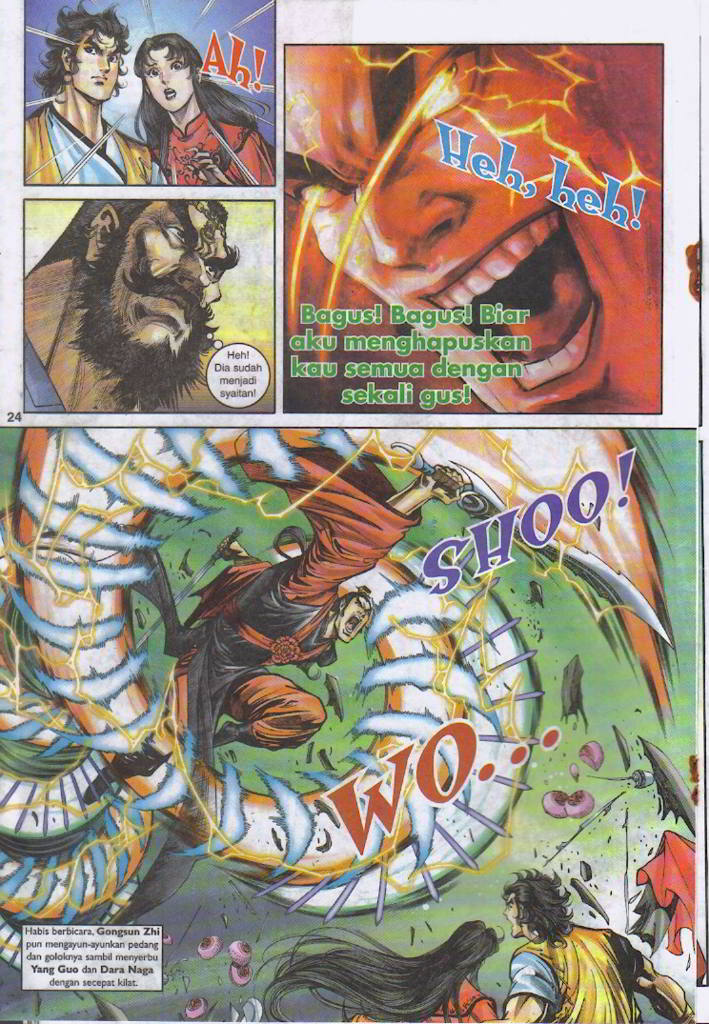 Ah!
Heh, heh!
Bagus! Bagus! Biar
aku menghapuskan
kau semua dengan
sekali gus!
Heh!
Dia sudah
menjadi
syaitan!
24
SHOO!
WO...
Habis berbicara, Gongsun Zhi
pun mengayun-ayunkan pedang
dan goloknya sambil menyerbu
Yang Guo dan Dara Naga
dengan secepat kilat.